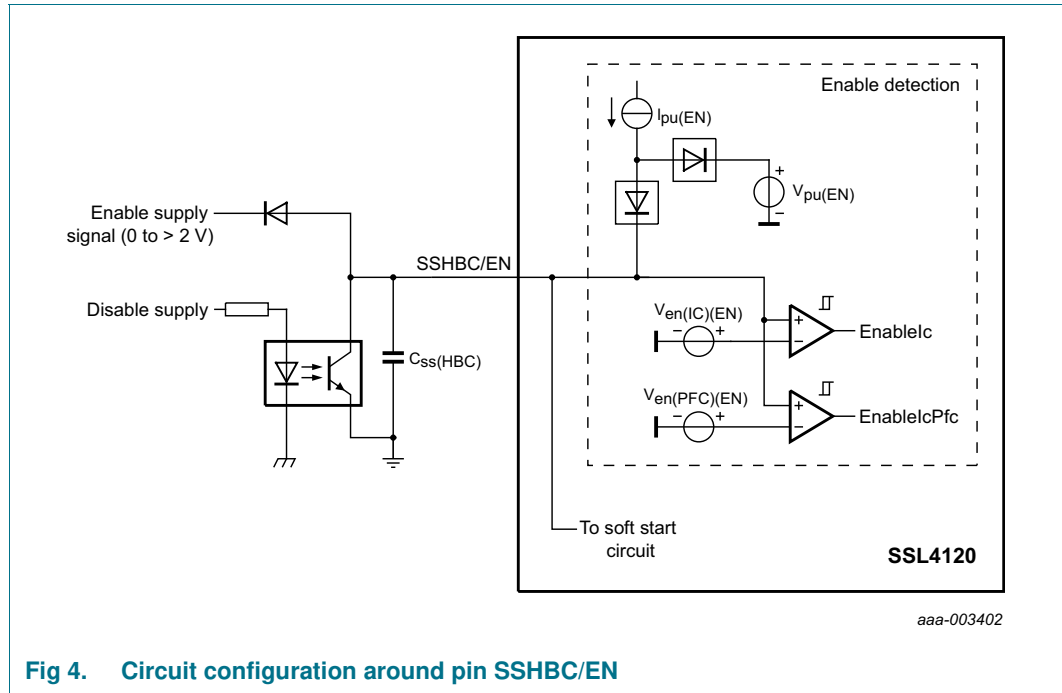 Enable detection
Ipu(EN)
+
Vpu(EN)
−
Enable supply
signal (0 to > 2 V)
SSHBC/EN
Disable supply
Css(HBC)
Ven(IC)(EN)
− +
+
−
EnableIc
Ven(PFC)(EN)
− +
+
−
EnableIcPfc
To soft start
circuit
SSL4120
aaa-003402
Fig 4. Circuit configuration around pin SSHBC/EN